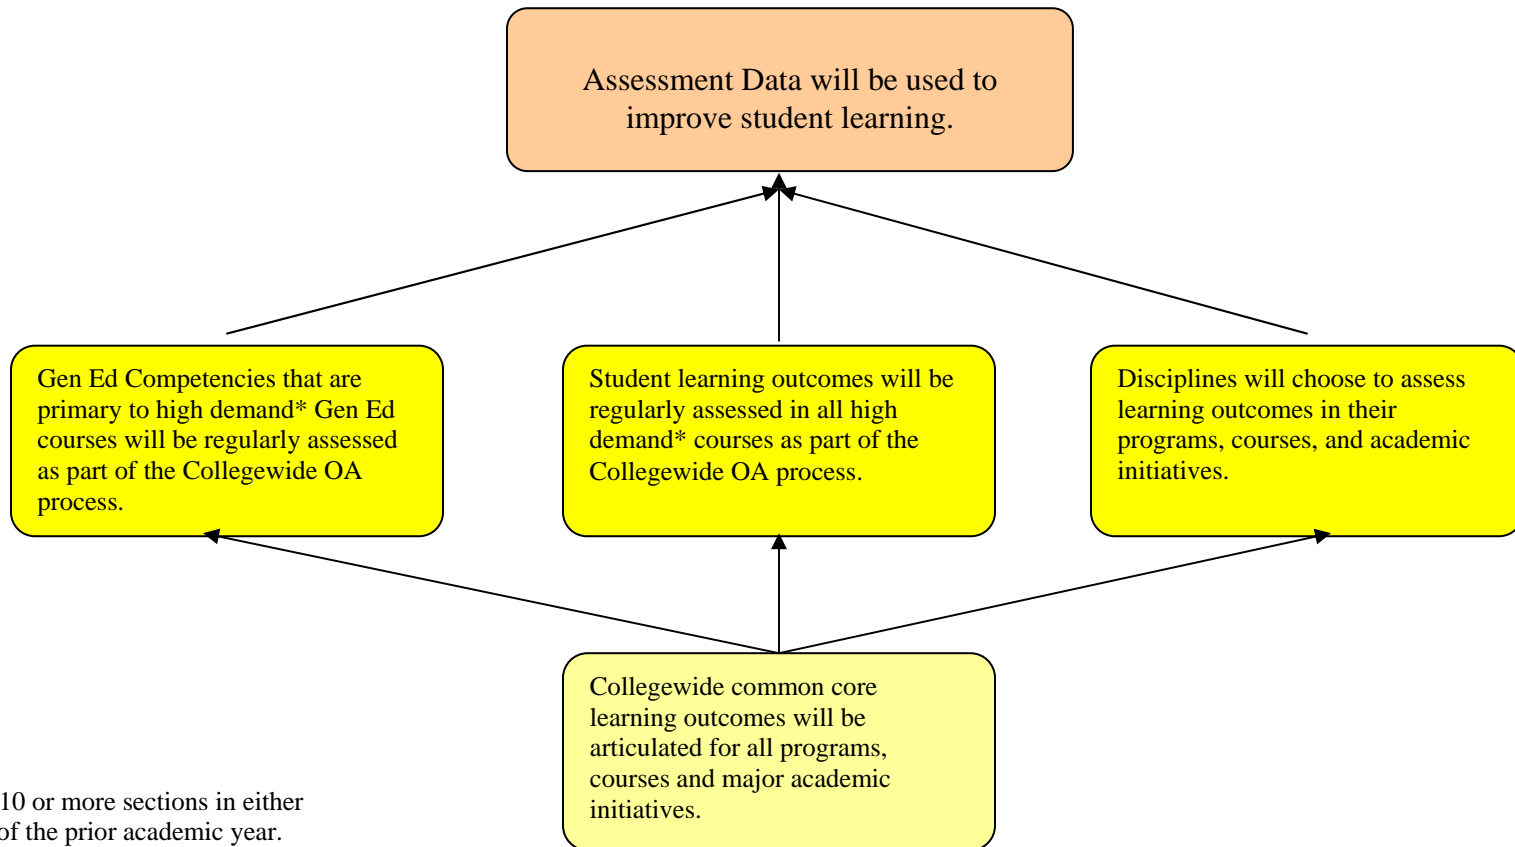 Assessment Data will be used to
improve student learning.
Gen Ed Competencies that are
primary to high demand* Gen Ed
courses will be regularly assessed
as part of the Collegewide OA
process.
Student learning outcomes will be
regularly assessed in all high
demand* courses as part of the
Collegewide OA process.
Disciplines will choose to assess
learning outcomes in their
programs, courses, and academic
initiatives.
Collegewide common core
learning outcomes will be
articulated for all programs,
courses and major academic
initiatives.
10 or more sections in either
of the prior academic year.